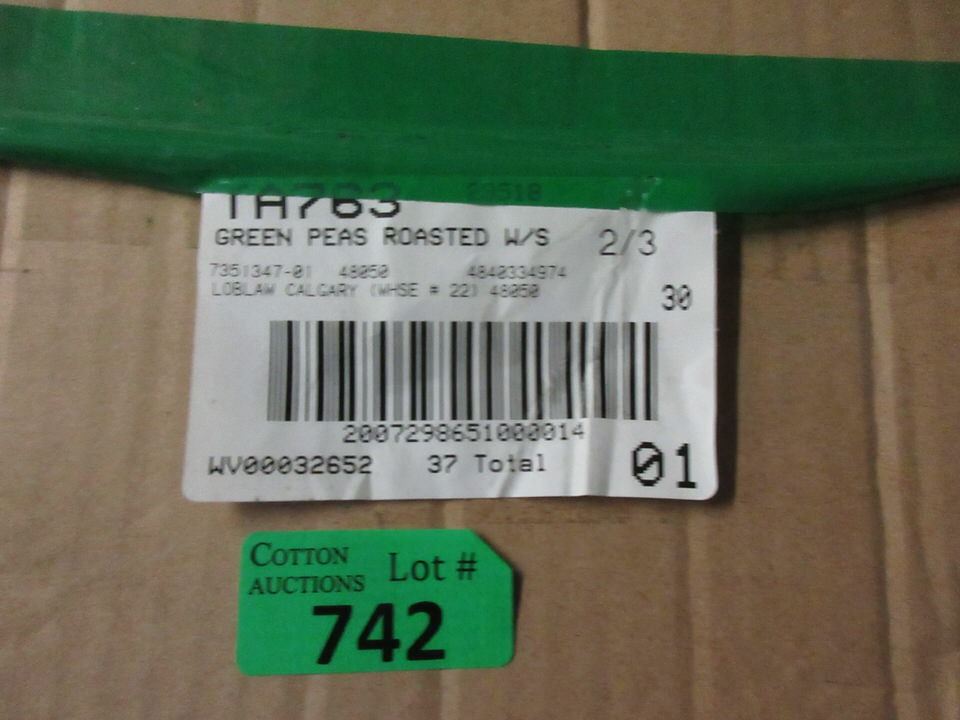 TA763 23518
GREEN PEAS ROASTED W/S 2/3
7351347-01 48050 4840334974
LOBLAW CALGARY (WHSE # 22) 48050 30
2007298651000014
WV00032652 37 Total 01
COTTON AUCTIONS Lot #
742